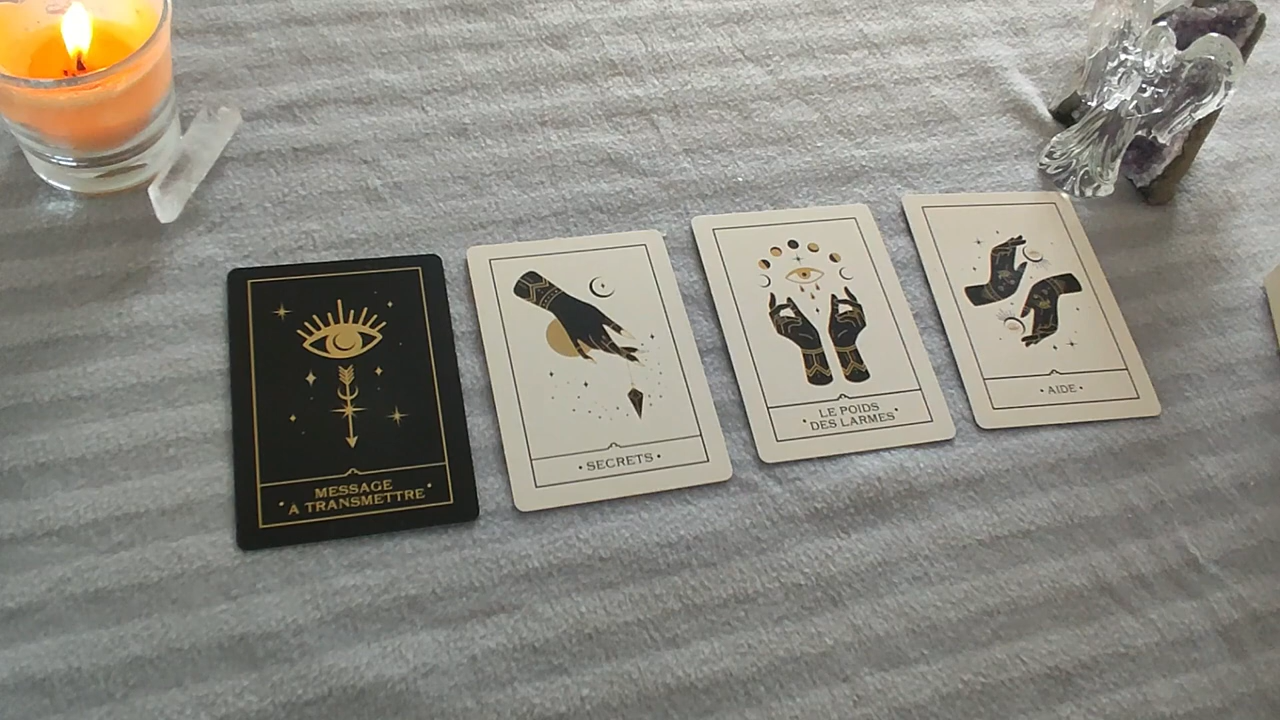 MESSAGE
• À TRANSMETTRE •
• SECRETS •
LE POIDS
• DES LARMES •
• AIDE •